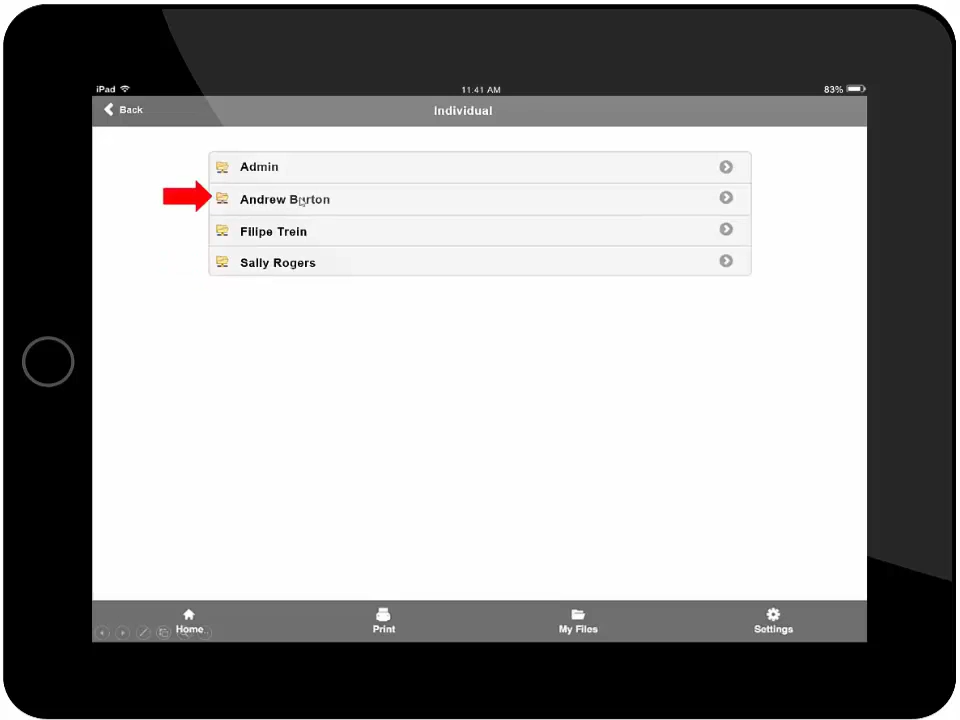 iPad 11.41 AM 83%
Back Individual
Admin
Andrew Burton
Filipe Trein
Sally Rogers
Home Print My Files Settings